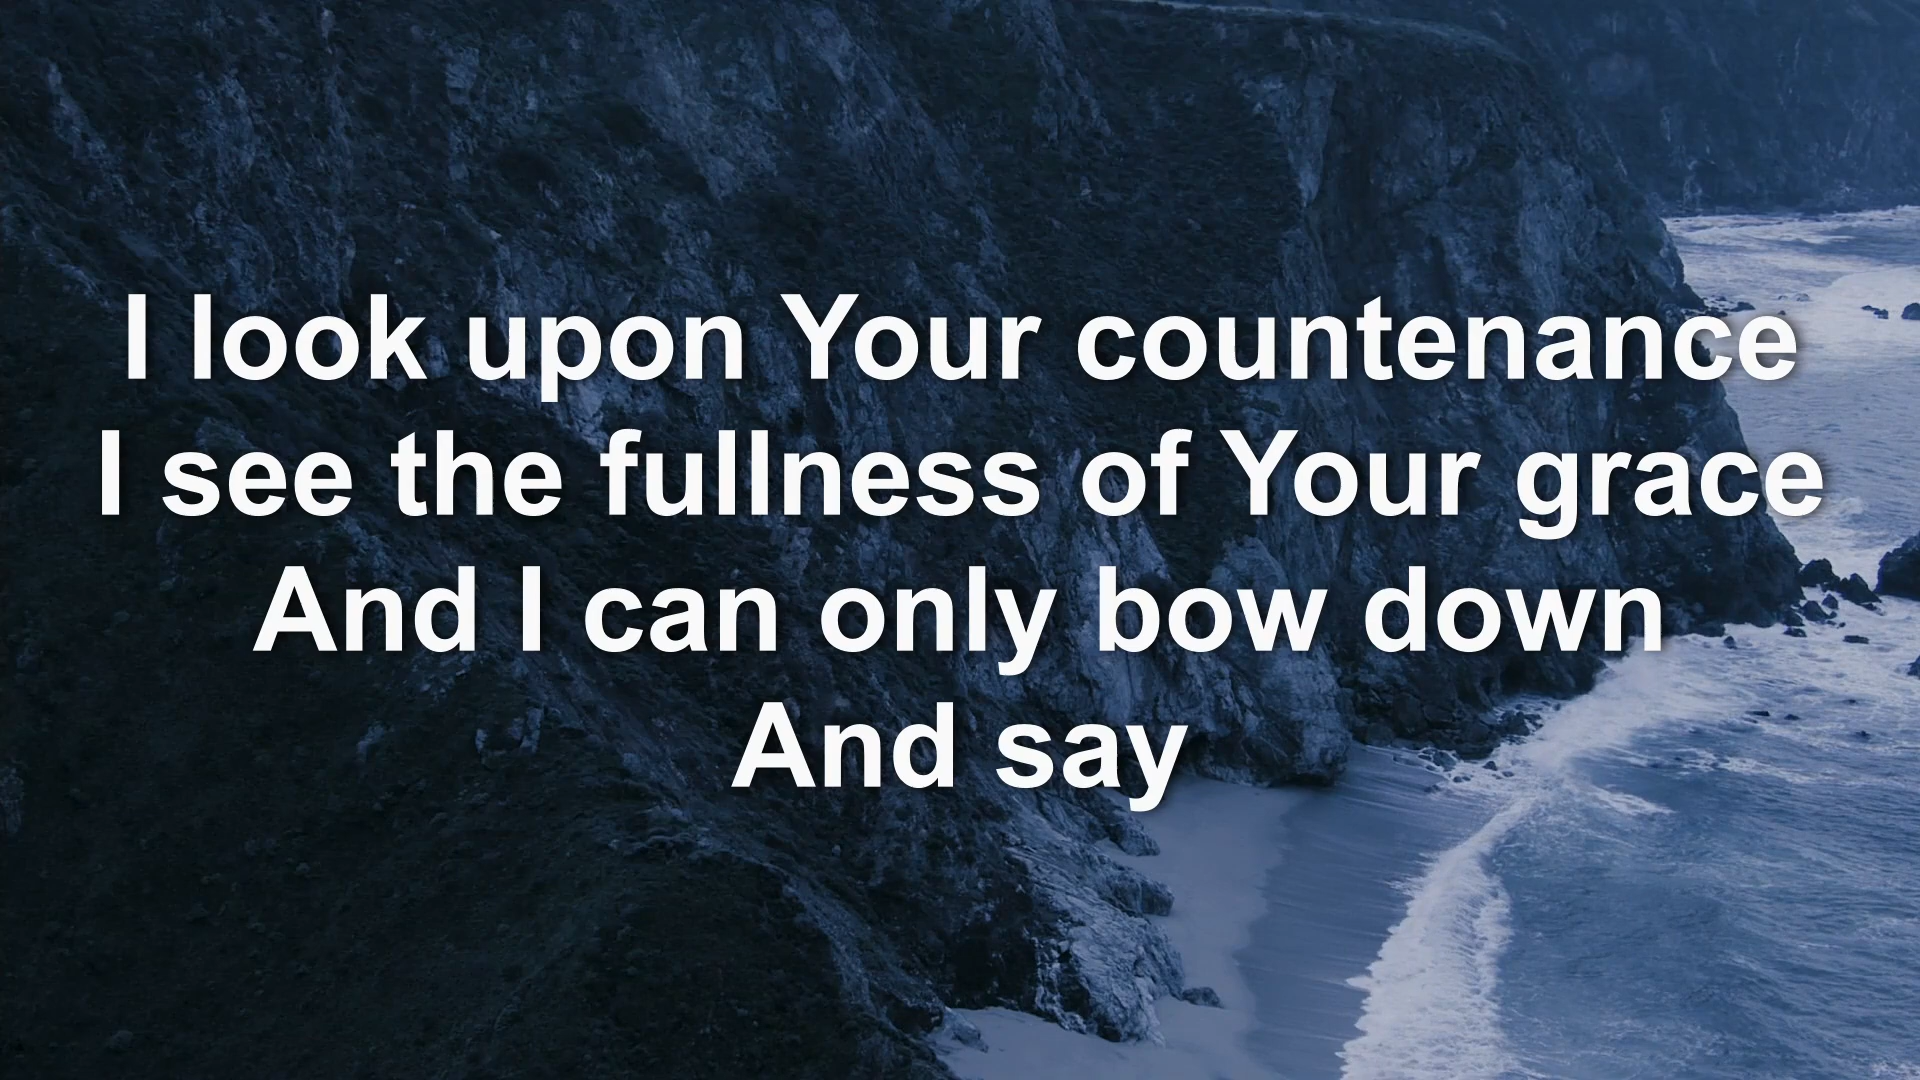 I look upon Your countenance
I see the fullness of Your grace
And I can only bow down
And say